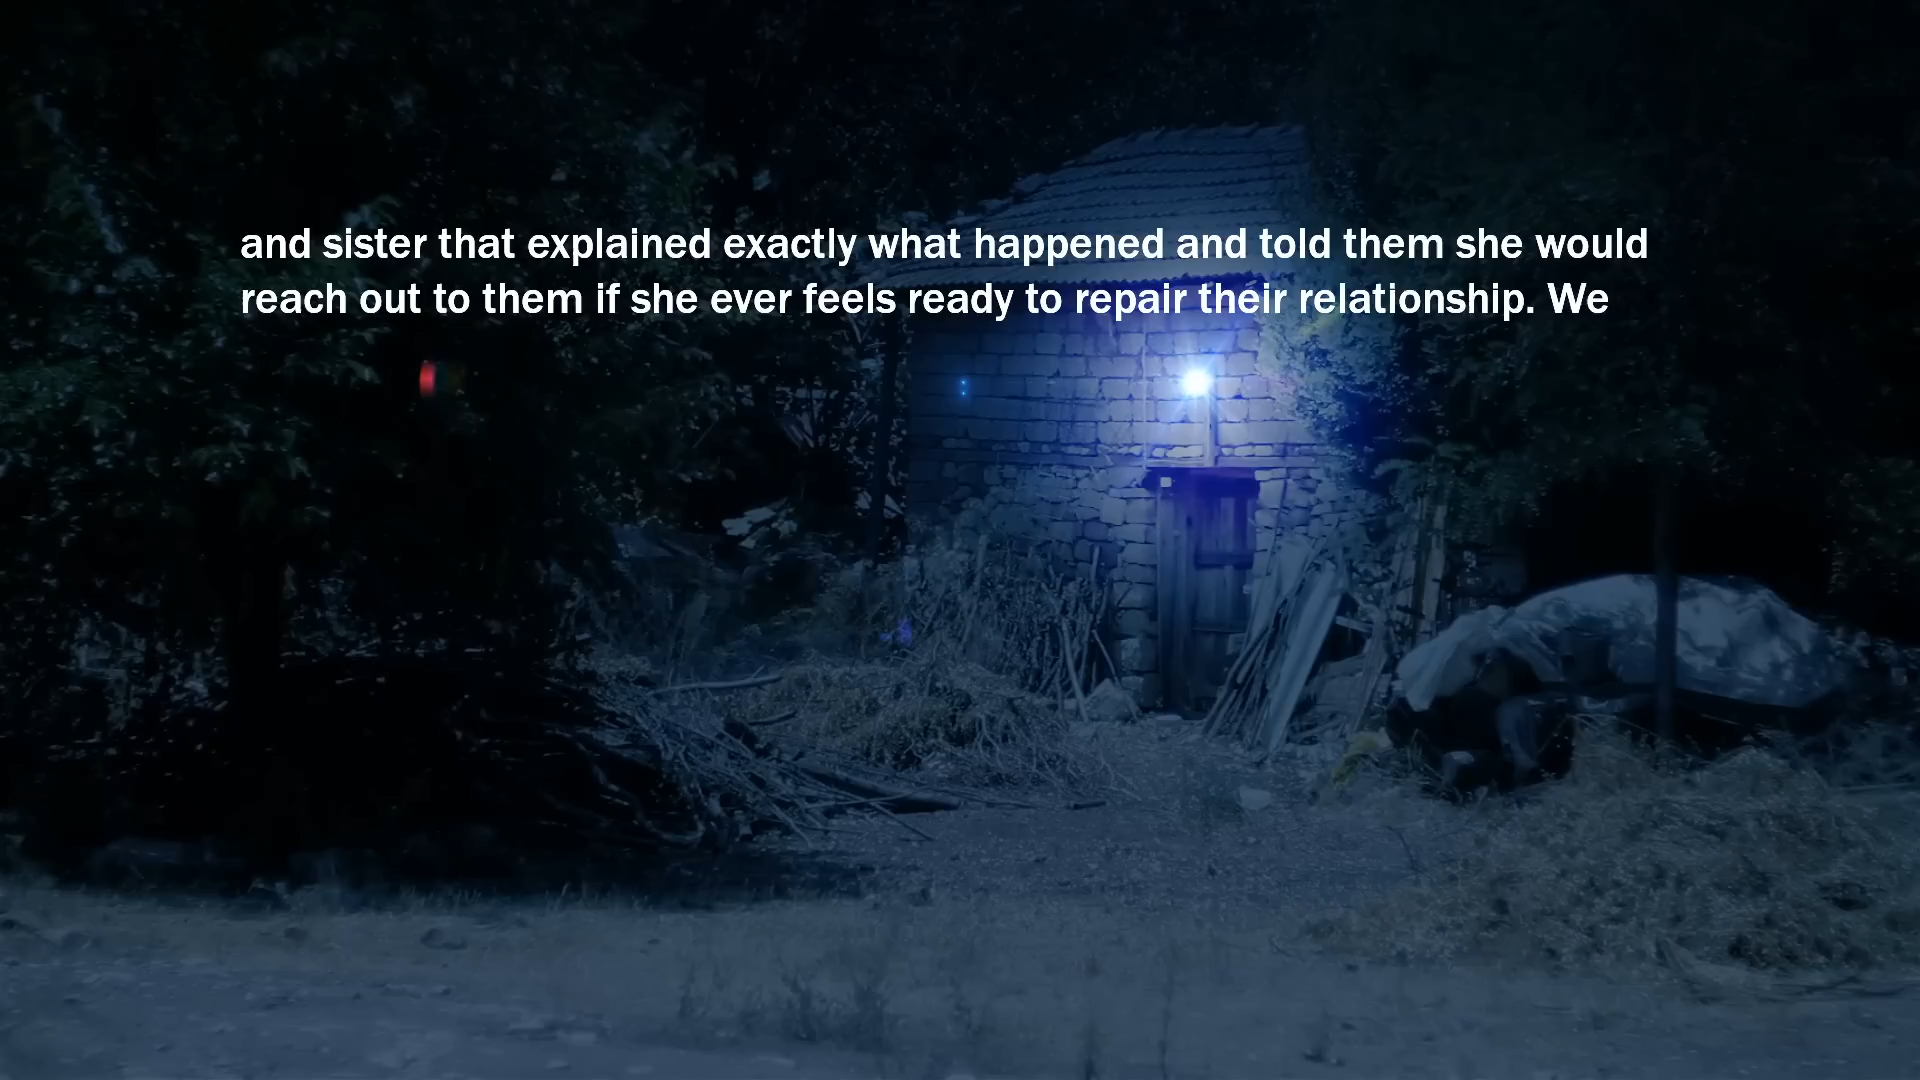 and sister that explained exactly what happened and told them she would
reach out to them if she ever feels ready to repair their relationship. We